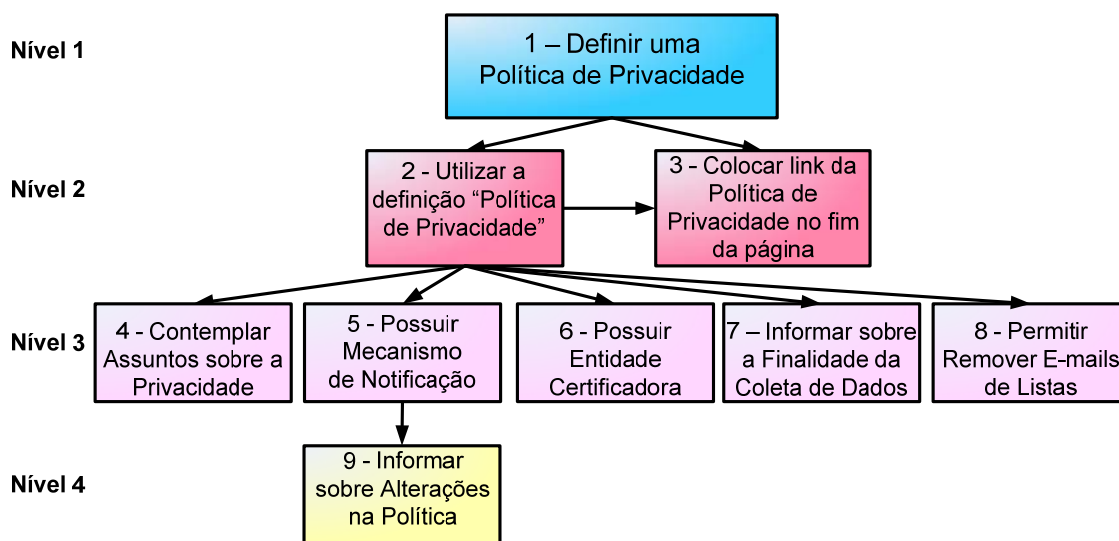 Nível 1
1 – Definir uma
Política de Privacidade
Nível 2
2 - Utilizar a
definição “Política
de Privacidade”
3 - Colocar link da
Política de
Privacidade no fim
da página
Nível 3
4 - Contemplar
Assuntos sobre a
Privacidade
5 - Possuir
Mecanismo
de Notificação
6 - Possuir
Entidade
Certificadora
7 – Informar sobre
a Finalidade da
Coleta de Dados
8 - Permitir
Remover E-mails
de Listas
Nível 4
9 - Informar
sobre Alterações
na Política